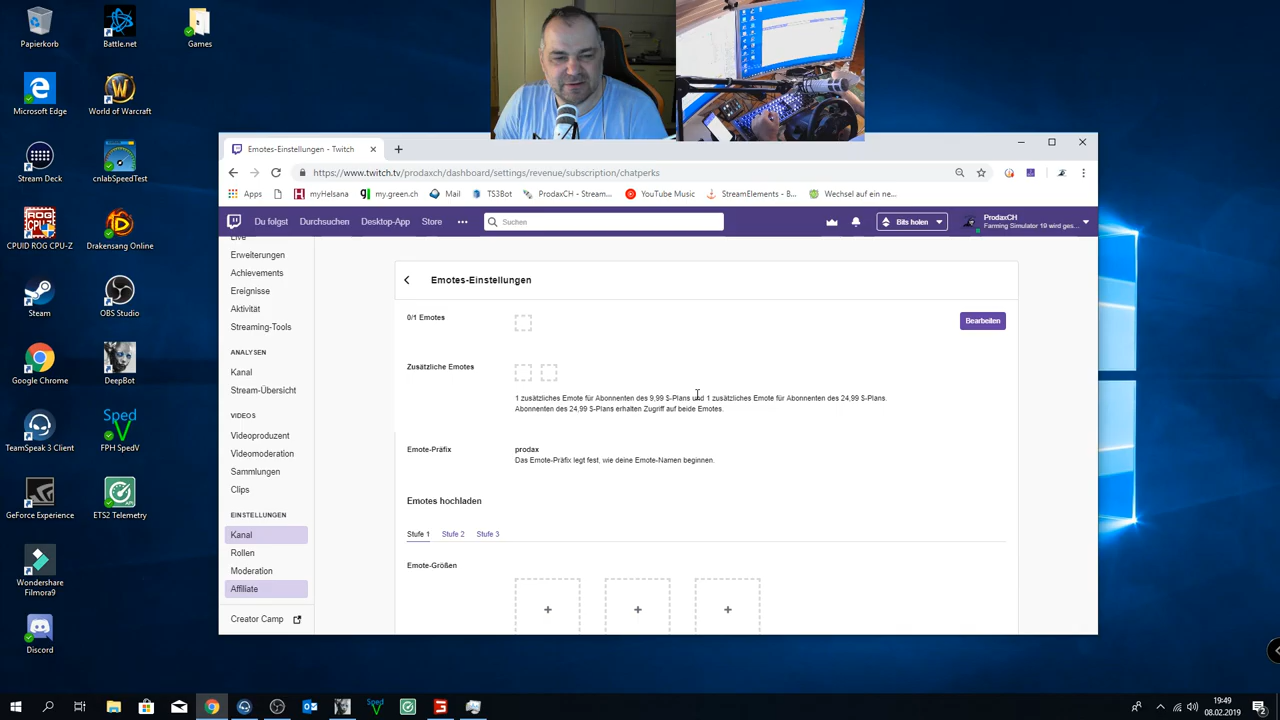 Papierkorb
Battle.net
Games
Microsoft Edge
World of Warcraft
Stream Deck
cnlabSpeedTest
CPUID ROG CPU-Z
Drakensang Online
Steam
OBS Studio
Google Chrome
DeepBot
TeamSpeak 3 Client
FPH SpedV
GeForce Experience
ETS2 Telemetry
Wondershare
Filmora9
Discord
Emotes-Einstellungen - Twitch
https://www.twitch.tv/prodaxch/dashboard/settings/revenue/subscription/chatperks
Apps
myHelsana
my.green.ch
Mail
TS3Bot
ProdaxCH - Stream...
YouTube Music
StreamElements - B...
Wechsel auf ein ne...
Du folgst
Durchsuchen
Desktop-App
Store
Suchen
Bits holen
ProdaxCH
Farming Simulator 19 wird ges...
Live
Erweiterungen
Achievements
Ereignisse
Aktivität
Streaming-Tools
ANALYSEN
Kanal
Stream-Übersicht
VIDEOS
Videoproduzent
Videomoderation
Sammlungen
Clips
EINSTELLUNGEN
Kanal
Rollen
Moderation
Affiliate
Creator Camp
Emotes-Einstellungen
0/1 Emotes
Bearbeiten
Zusätzliche Emotes
1 zusätzliches Emote für Abonnenten des 9,99 $-Plans und 1 zusätzliches Emote für Abonnenten des 24,99 $-Plans.
Abonnenten des 24,99 $-Plans erhalten Zugriff auf beide Emotes.
Emote-Präfix
prodax
Das Emote-Präfix legt fest, wie deine Emote-Namen beginnen.
Emotes hochladen
Stufe 1
Stufe 2
Stufe 3
Emote-Größen
19:49
08.02.2019